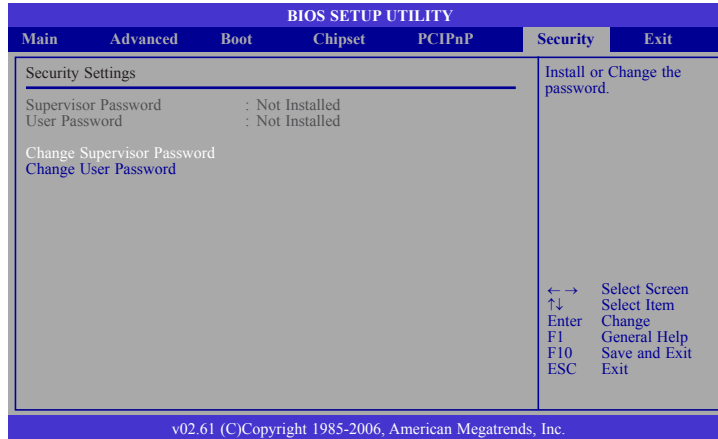 BIOS SETUP UTILITY
Main Advanced Boot Chipset PCIPnP Security Exit
Security Settings
Supervisor Password : Not Installed
User Password : Not Installed
Change Supervisor Password
Change User Password
Install or Change the
password.
←→ Select Screen
↑↓ Select Item
Enter Change
F1 General Help
F10 Save and Exit
ESC Exit
v02.61 (C)Copyright 1985-2006, American Megatrends, Inc.